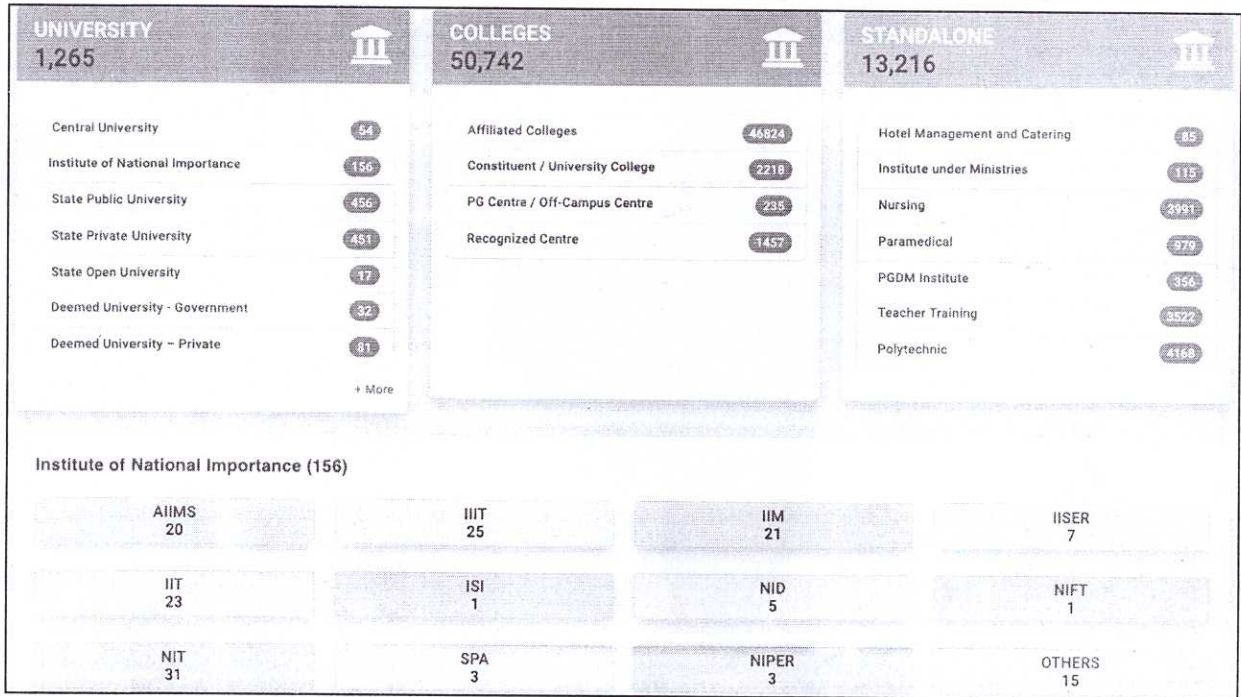 UNIVERSITY
1,265
Central University 54
Institute of National Importance 156
State Public University 456
State Private University 451
State Open University 17
Deemed University - Government 32
Deemed University – Private 81
+ More
COLLEGES
50,742
Affiliated Colleges 46824
Constituent / University College 2218
PG Centre / Off-Campus Centre 235
Recognized Centre 1457
STANDALONE
13,216
Hotel Management and Catering 85
Institute under Ministries 115
Nursing 3991
Paramedical 979
PGDM Institute 356
Teacher Training 3522
Polytechnic 4168
Institute of National Importance (156)
AIIMS IIIT IIM IISER
20 25 21 7
IIT ISI NID NIFT
23 1 5 1
NIT SPA NIPER OTHERS
31 3 3 15